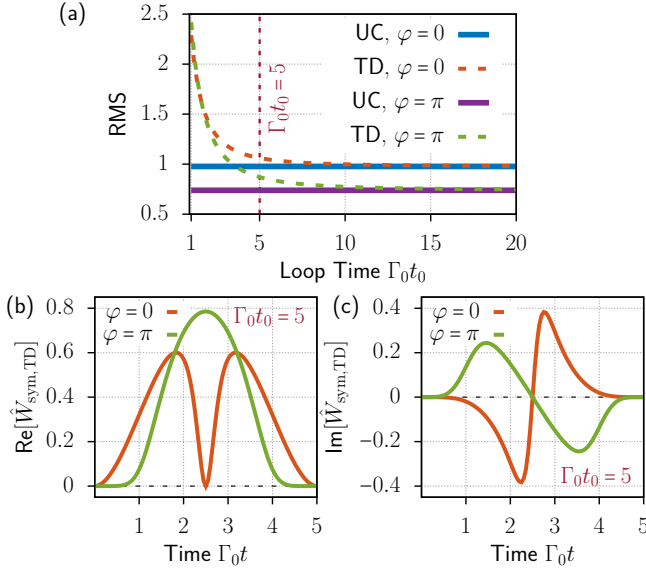 (a)
2.5
2
1.5
1
0.5
RMS
UC, φ = 0
TD, φ = 0
UC, φ = π
TD, φ = π
Γ₀t₀ = 5
1 5 10 15 20
Loop Time Γ₀t₀
(b)
0.8
0.6
0.4
0.2
0
Re[Ŵsym,TD]
φ = 0
φ = π
Γ₀t₀ = 5
1 2 3 4 5
Time Γ₀t
(c)
0.4
0.2
0
−0.2
−0.4
Im[Ŵsym,TD]
φ = 0
φ = π
Γ₀t₀ = 5
1 2 3 4 5
Time Γ₀t